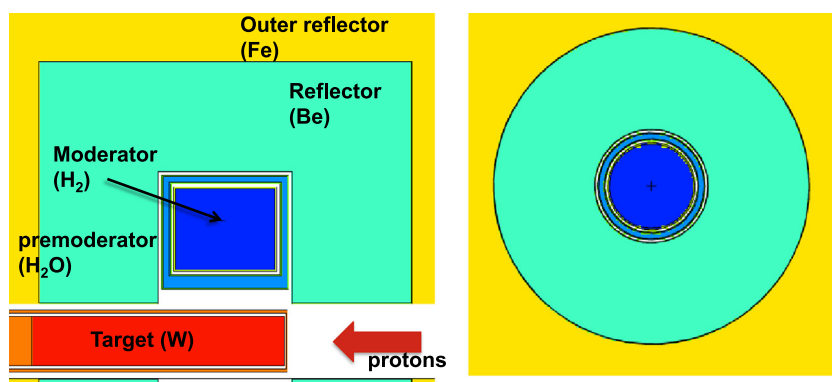 Outer reflector
(Fe)
Reflector
(Be)
Moderator
(H₂)
premoderator
(H₂O)
Target (W)
protons